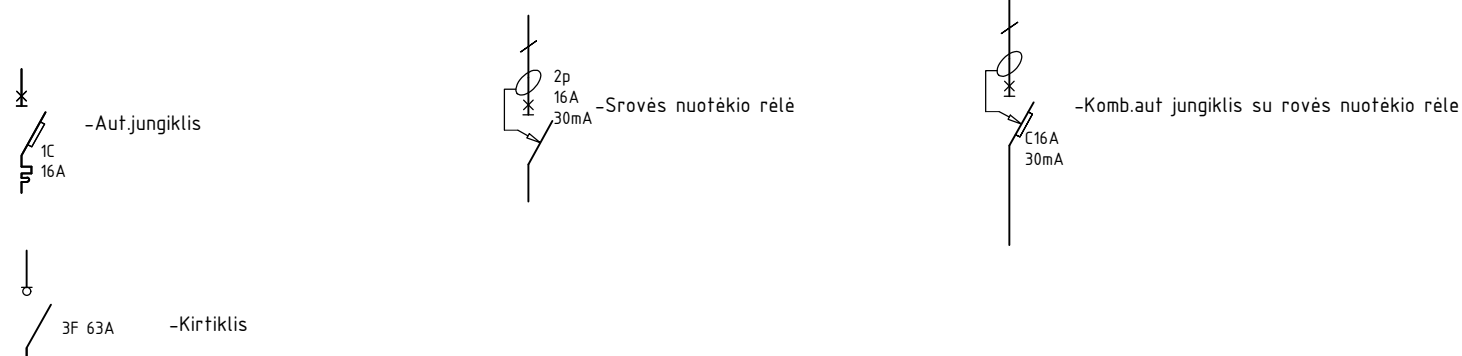 -Aut.jungiklis
1C
16A
2p
16A
30mA
-Srovės nuotėkio rėlė
-Komb.aut jungiklis su rovės nuotėkio rėle
C16A
30mA
3F 63A
-Kirtiklis